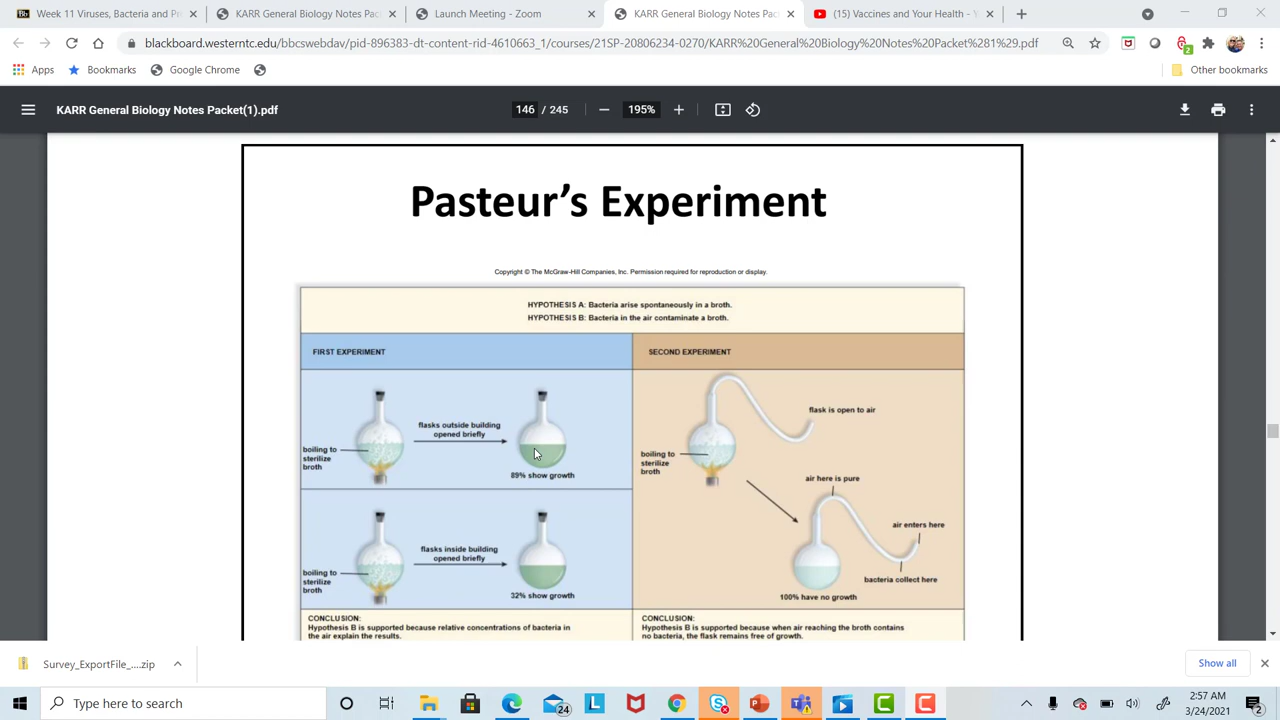 Week 11 Viruses, Bacteria and Pr
KARR General Biology Notes Pac
Launch Meeting - Zoom
KARR General Biology Notes Pack
(15) Vaccines and Your Health - Y
blackboard.westerntc.edu/bbcswebdav/pid-896383-dt-content-rid-4610663_1/courses/21SP-20806234-0270/KARR%20General%20Biology%20Notes%20Packet%281%29.pdf
Apps
Bookmarks
Google Chrome
Other bookmarks
KARR General Biology Notes Packet(1).pdf
146 / 245
195%
Pasteur's Experiment
Copyright © The McGraw-Hill Companies, Inc. Permission required for reproduction or display.
HYPOTHESIS A: Bacteria arise spontaneously in a broth.
HYPOTHESIS B: Bacteria in the air contaminate a broth.
FIRST EXPERIMENT
flasks outside building
opened briefly
boiling to
sterilize
broth
89% show growth
flasks inside building
opened briefly
boiling to
sterilize
broth
32% show growth
CONCLUSION:
Hypothesis B is supported because relative concentrations of bacteria in
the air explain the results.
SECOND EXPERIMENT
flask is open to air
boiling to
sterilize
broth
air here is pure
air enters here
bacteria collect here
100% have no growth
CONCLUSION:
Hypothesis B is supported because when air reaching the broth contains
no bacteria, the flask remains free of growth.
Survey_ExportFile_....zip
Show all
Type here to search
24
2:57 AM
3/24/2021
2